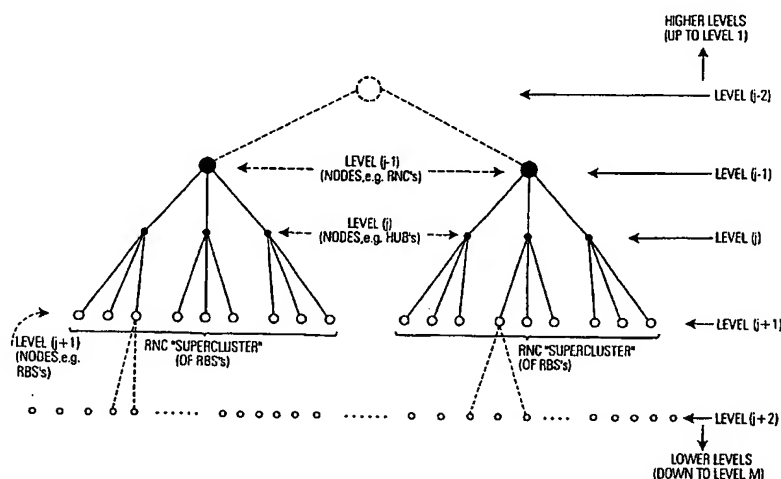 HIGHER LEVELS
(UP TO LEVEL 1)
LEVEL (j-2)
LEVEL (j-1)
(NODES,e.g. RNC's)
LEVEL (j-1)
LEVEL (j)
(NODES,e.g. HUB's)
LEVEL (j)
LEVEL (j+1)
(NODES,e.g.
RBS's)
RNC "SUPERCLUSTER"
(OF RBS's)
RNC "SUPERCLUSTER"
(OF RBS's)
LEVEL (j+1)
LEVEL (j+2)
LOWER LEVELS
(DOWN TO LEVEL M)